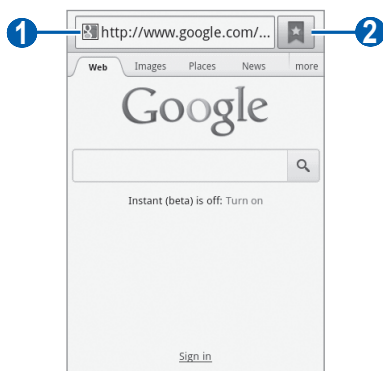 1 http://www.google.com/... 2
Web Images Places News more
Google
Instant (beta) is off: Turn on
Sign in